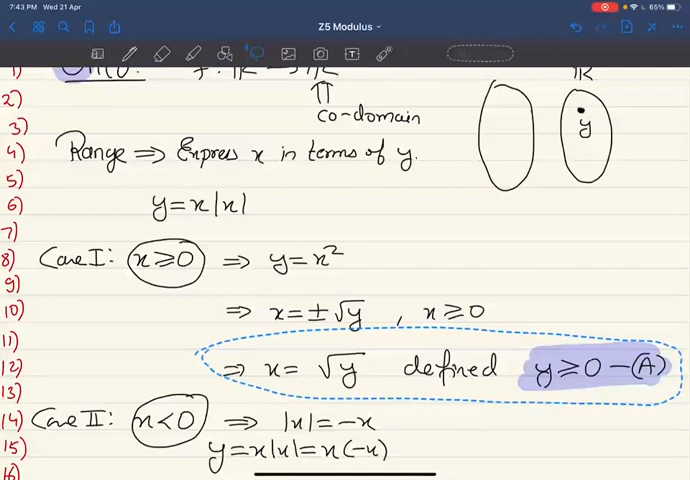 7:43 PM Wed 21 Apr
65%
Z5 Modulus
1) Onto: f: R → R
R
2) ⇑
co-domain
3) y
4) Range ⇒ Express x in terms of y.
5)
6) y = x|x|
7)
8) Case I: x ≥ 0 ⇒ y = x²
9)
10) ⇒ x = ± √y , x ≥ 0
11)
12) ⇒ x = √y defined y ≥ 0 – (A)
13)
14) Case II: x < 0 ⇒ |x| = -x
15) y = x|x| = x(-x)
16)